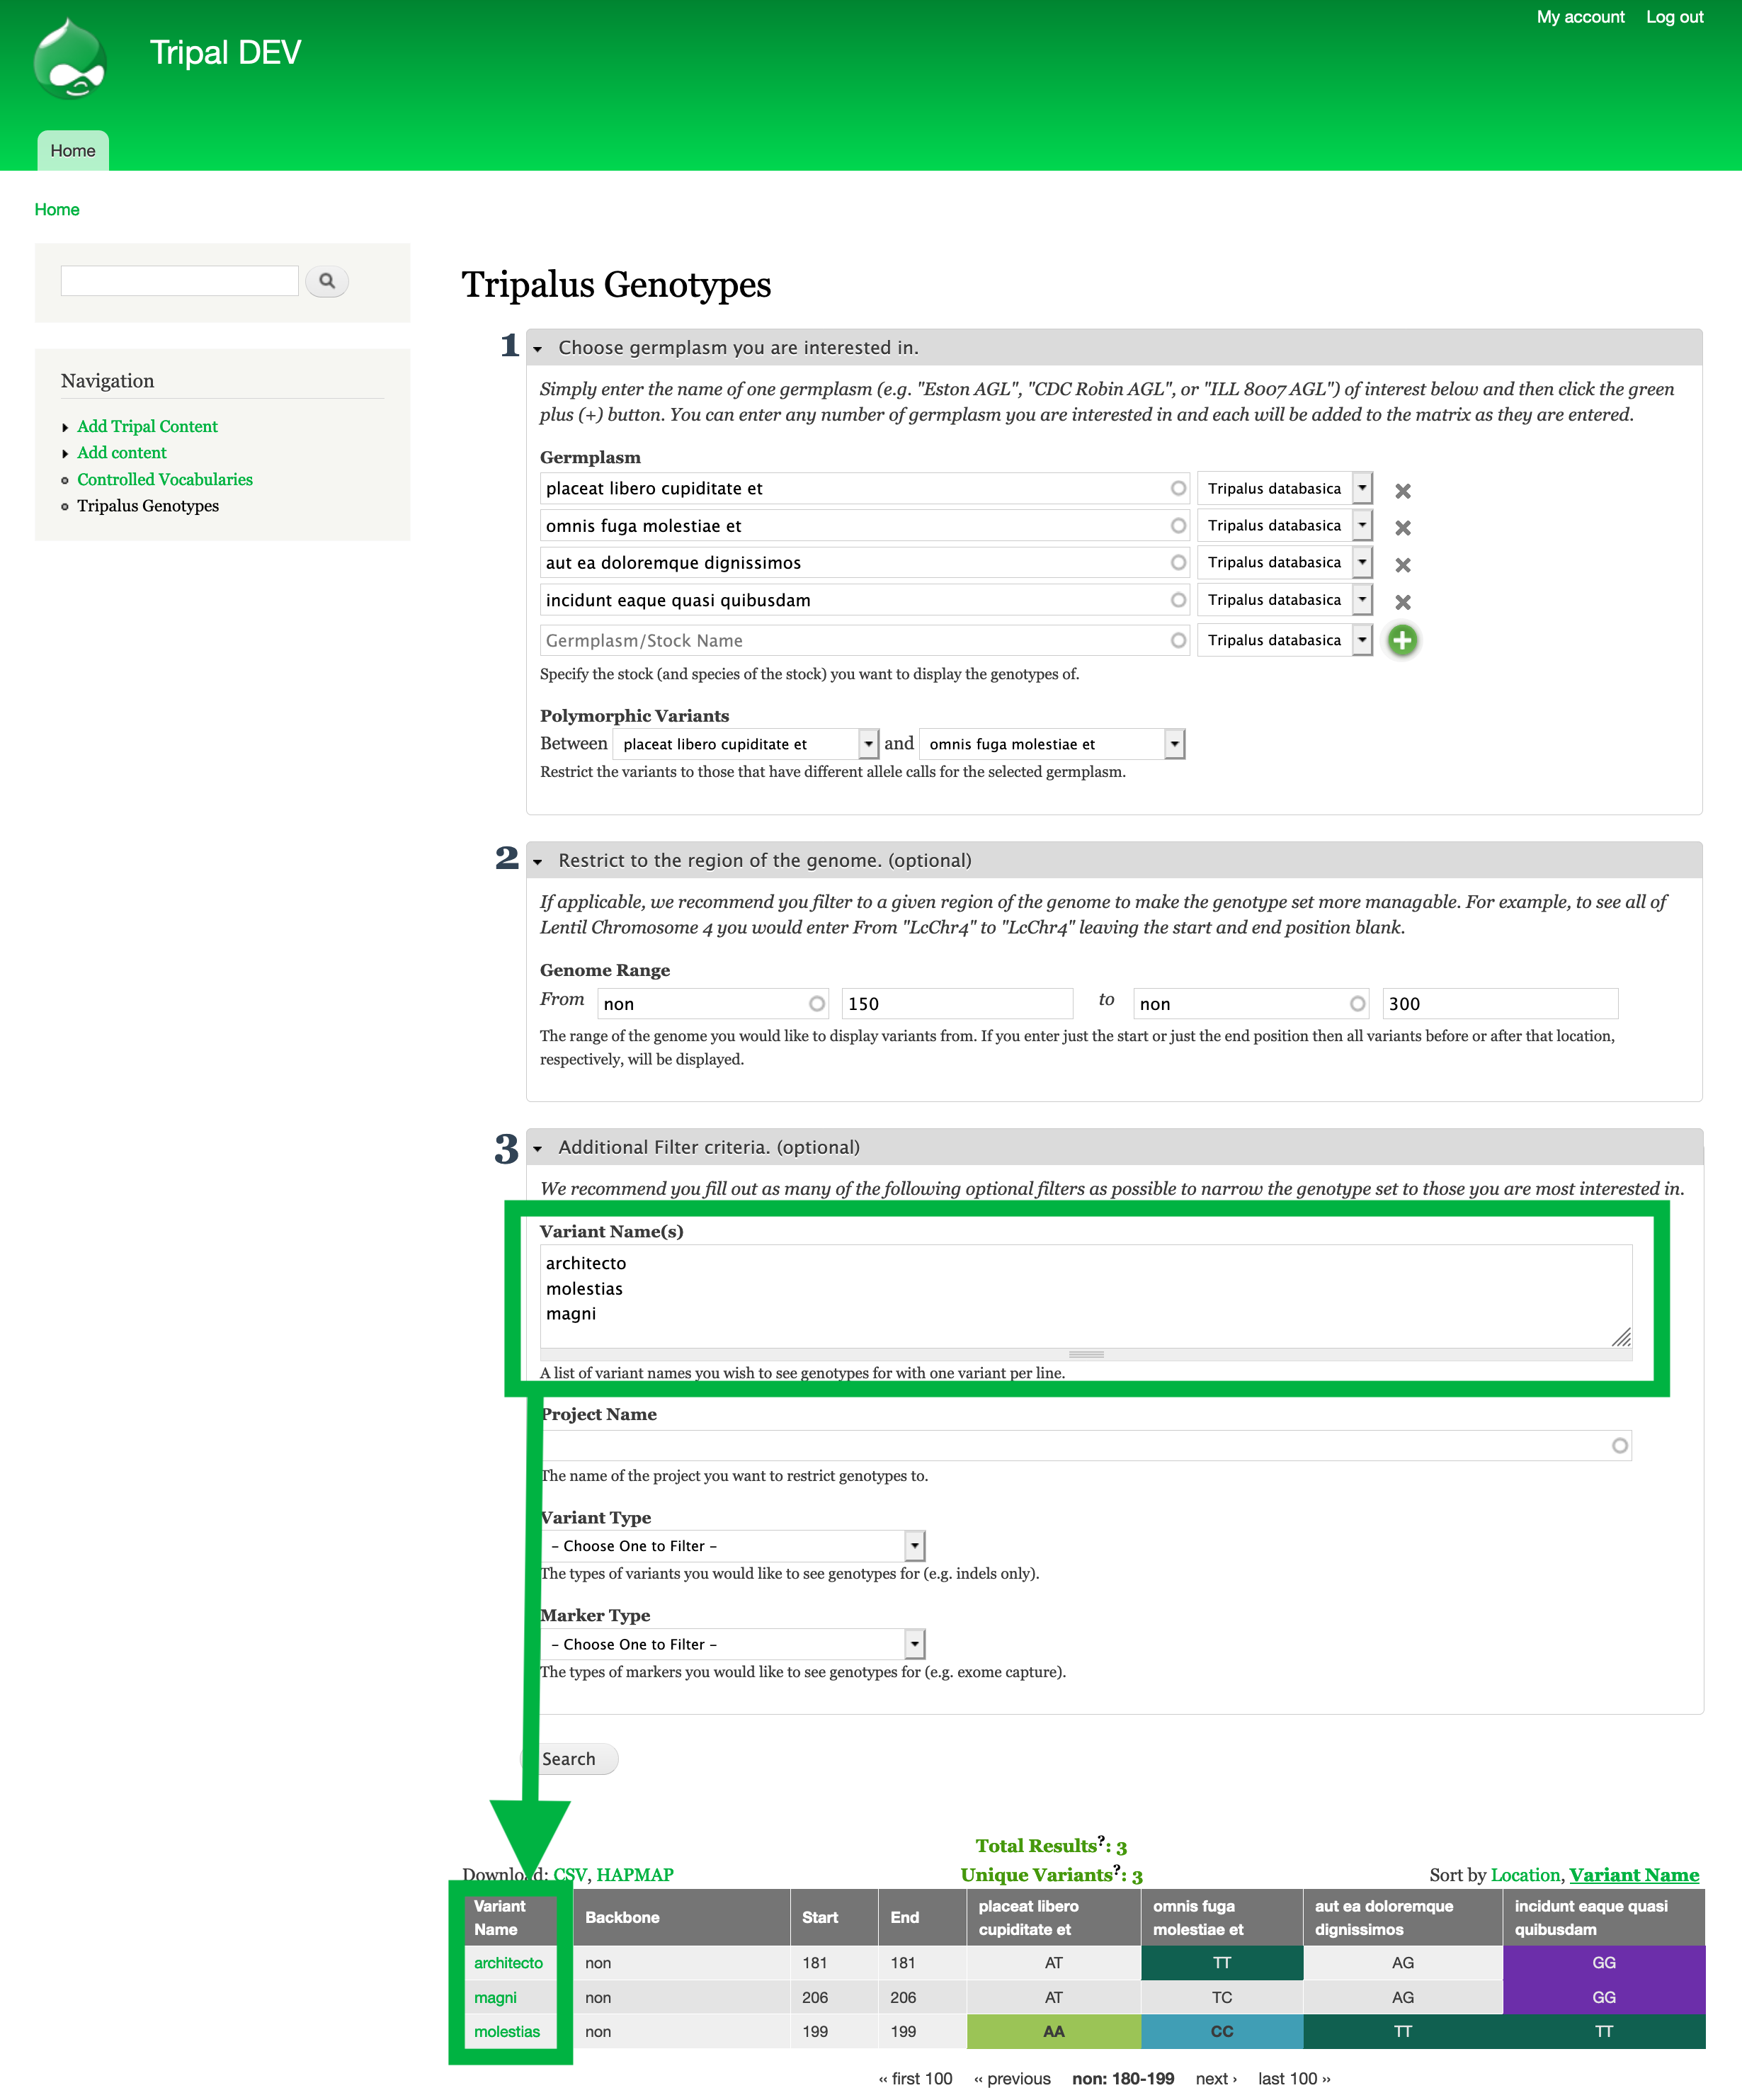 My account Log out
Tripal DEV
Home
Home
Navigation
Add Tripal Content
Add content
Controlled Vocabularies
Tripalus Genotypes
Tripalus Genotypes
1 Choose germplasm you are interested in.
Simply enter the name of one germplasm (e.g. "Eston AGL", "CDC Robin AGL", or "ILL 8007 AGL") of interest below and then click the green
plus (+) button. You can enter any number of germplasm you are interested in and each will be added to the matrix as they are entered.
Germplasm
placeat libero cupiditate et Tripalus databasica
omnis fuga molestiae et Tripalus databasica
aut ea doloremque dignissimos Tripalus databasica
incidunt eaque quasi quibusdam Tripalus databasica
Germplasm/Stock Name Tripalus databasica
Specify the stock (and species of the stock) you want to display the genotypes of.
Polymorphic Variants
Between placeat libero cupiditate et and omnis fuga molestiae et
Restrict the variants to those that have different allele calls for the selected germplasm.
2 Restrict to the region of the genome. (optional)
If applicable, we recommend you filter to a given region of the genome to make the genotype set more managable. For example, to see all of
Lentil Chromosome 4 you would enter From "LcChr4" to "LcChr4" leaving the start and end position blank.
Genome Range
From non 150 to non 300
The range of the genome you would like to display variants from. If you enter just the start or just the end position then all variants before or after that location,
respectively, will be displayed.
3 Additional Filter criteria. (optional)
We recommend you fill out as many of the following optional filters as possible to narrow the genotype set to those you are most interested in.
Variant Name(s)
architecto
molestias
magni
A list of variant names you wish to see genotypes for with one variant per line.
Project Name
The name of the project you want to restrict genotypes to.
Variant Type
– Choose One to Filter –
The types of variants you would like to see genotypes for (e.g. indels only).
Marker Type
– Choose One to Filter –
The types of markers you would like to see genotypes for (e.g. exome capture).
Search
Total Results?: 3
Download: CSV, HAPMAP Unique Variants?: 3 Sort by Location, Variant Name
Variant Name Backbone Start End placeat libero cupiditate et omnis fuga molestiae et aut ea doloremque dignissimos incidunt eaque quasi quibusdam
architecto non 181 181 AT TT AG GG
magni non 206 206 AT TC AG GG
molestias non 199 199 AA CC TT TT
‹‹ first 100 ‹‹ previous non: 180-199 next › last 100 ››